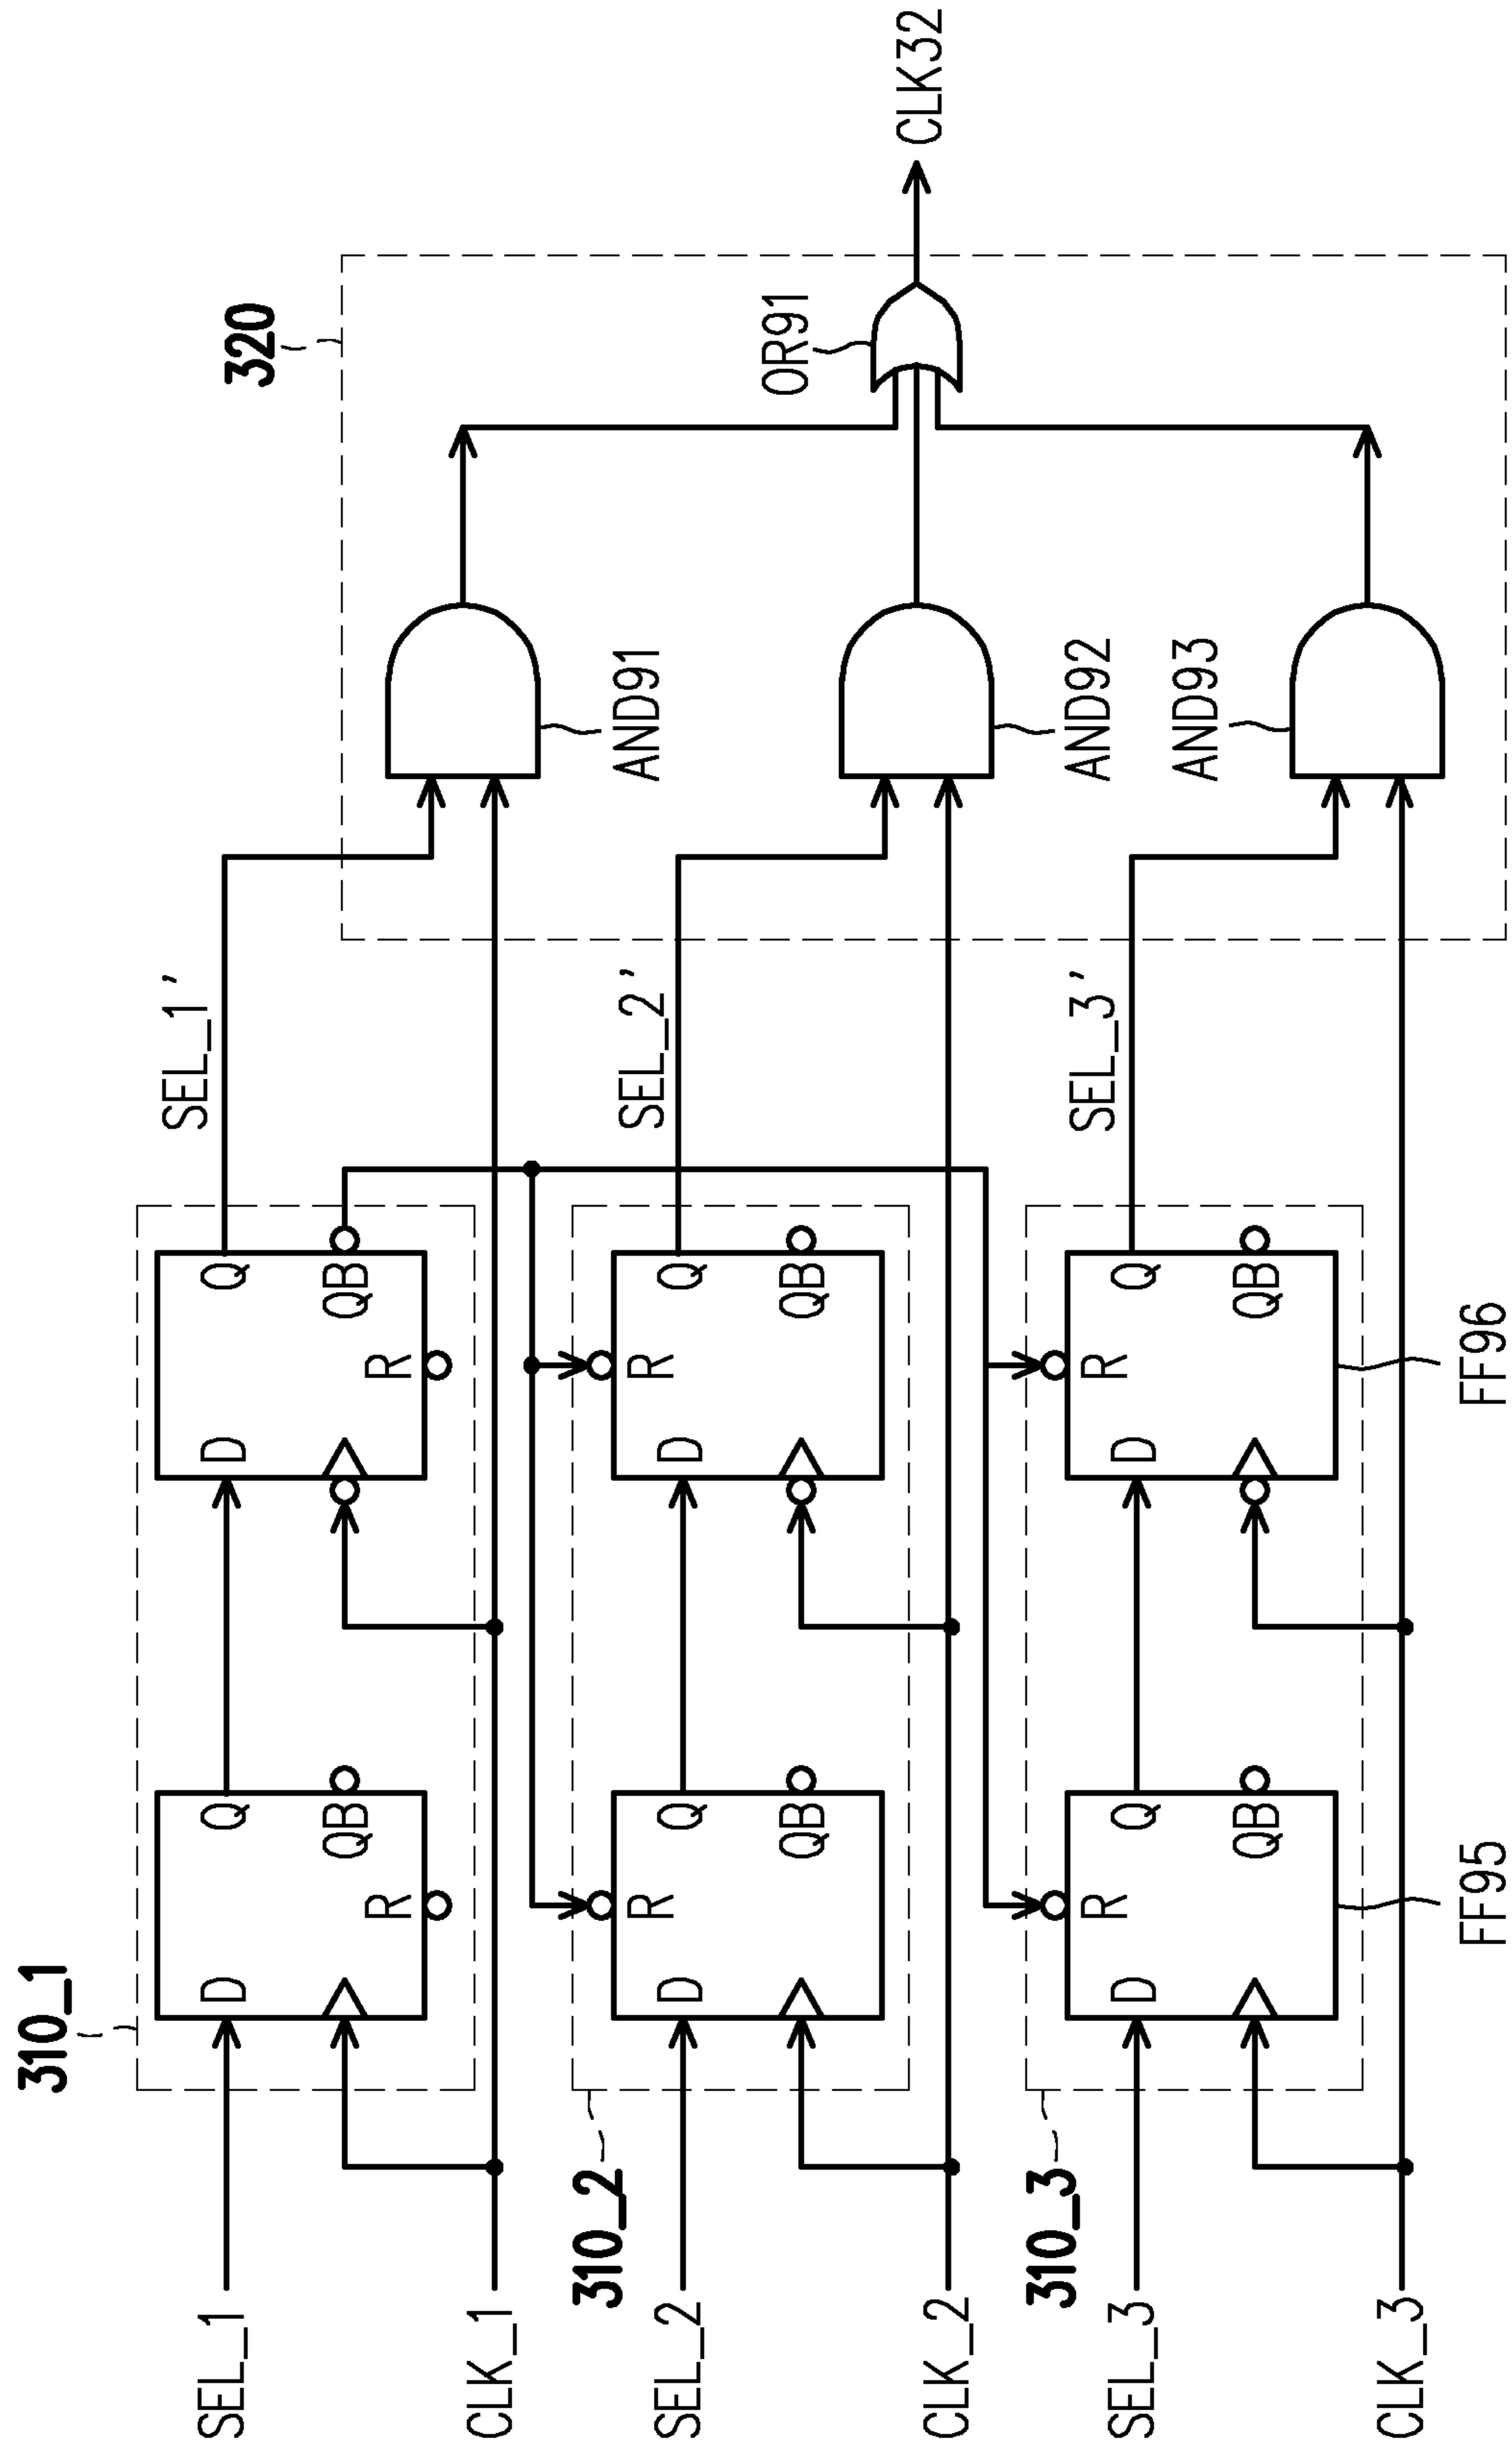 310_1
SEL_1
D
Q
QB
R
D
Q
QB
R
SEL_1'
CLK_1
320
AND91
310_2
SEL_2
D
Q
QB
R
D
Q
QB
R
SEL_2'
CLK_2
AND92
OR91
CLK32
310_3
SEL_3
D
Q
QB
R
D
Q
QB
R
SEL_3'
CLK_3
AND93
FF95
FF96